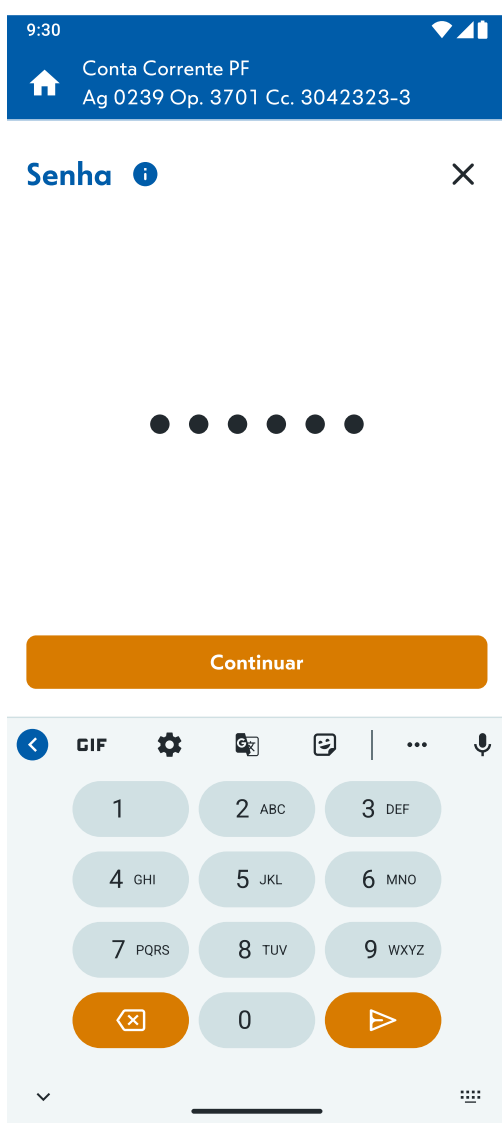 9:30
Conta Corrente PF
Ag 0239 Op. 3701 Cc. 3042323-3
Senha
Continuar
GIF
1
2 ABC
3 DEF
4 GHI
5 JKL
6 MNO
7 PQRS
8 TUV
9 WXYZ
0